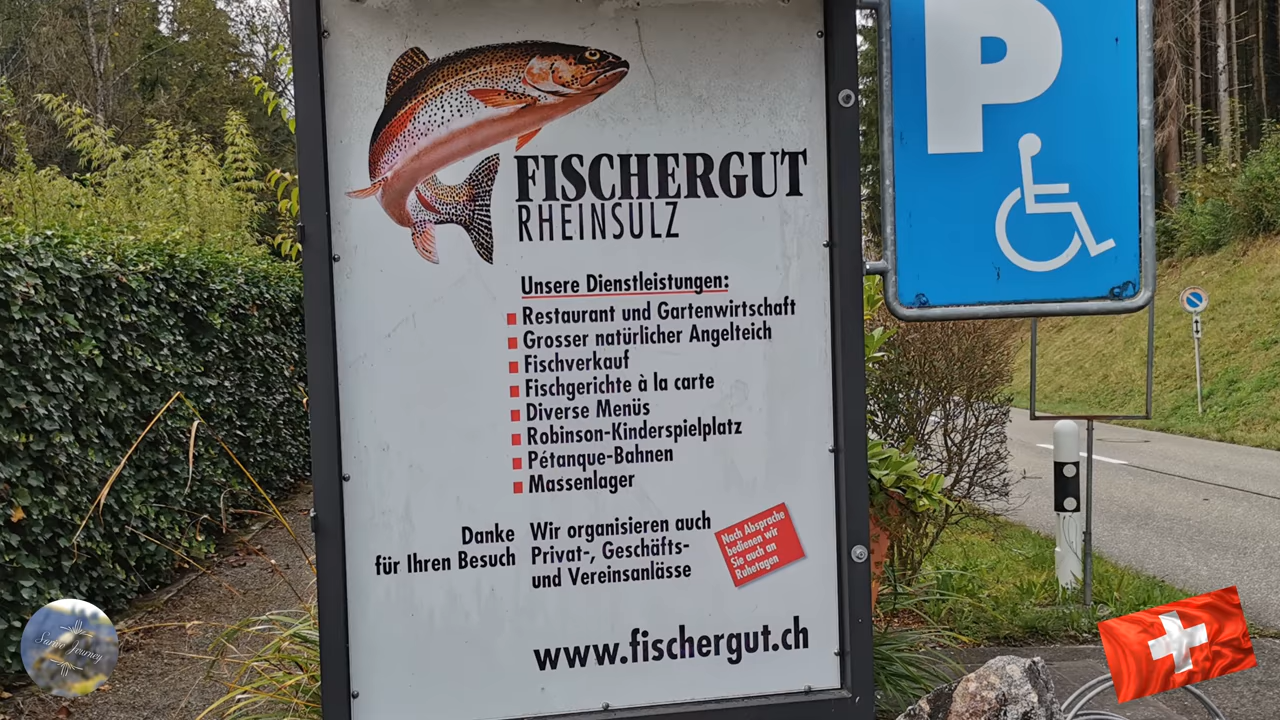 FISCHERGUT
RHEINSULZ
Unsere Dienstleistungen:
Restaurant und Gartenwirtschaft
Grosser natürlicher Angelteich
Fischverkauf
Fischgerichte à la carte
Diverse Menüs
Robinson-Kinderspielplatz
Pétanque-Bahnen
Massenlager
Danke
für Ihren Besuch
Wir organisieren auch
Privat-, Geschäfts-
und Vereinsanlässe
Nach Absprache
bedienen wir
Sie auch an
Ruhetagen
www.fischergut.ch
P
Journey